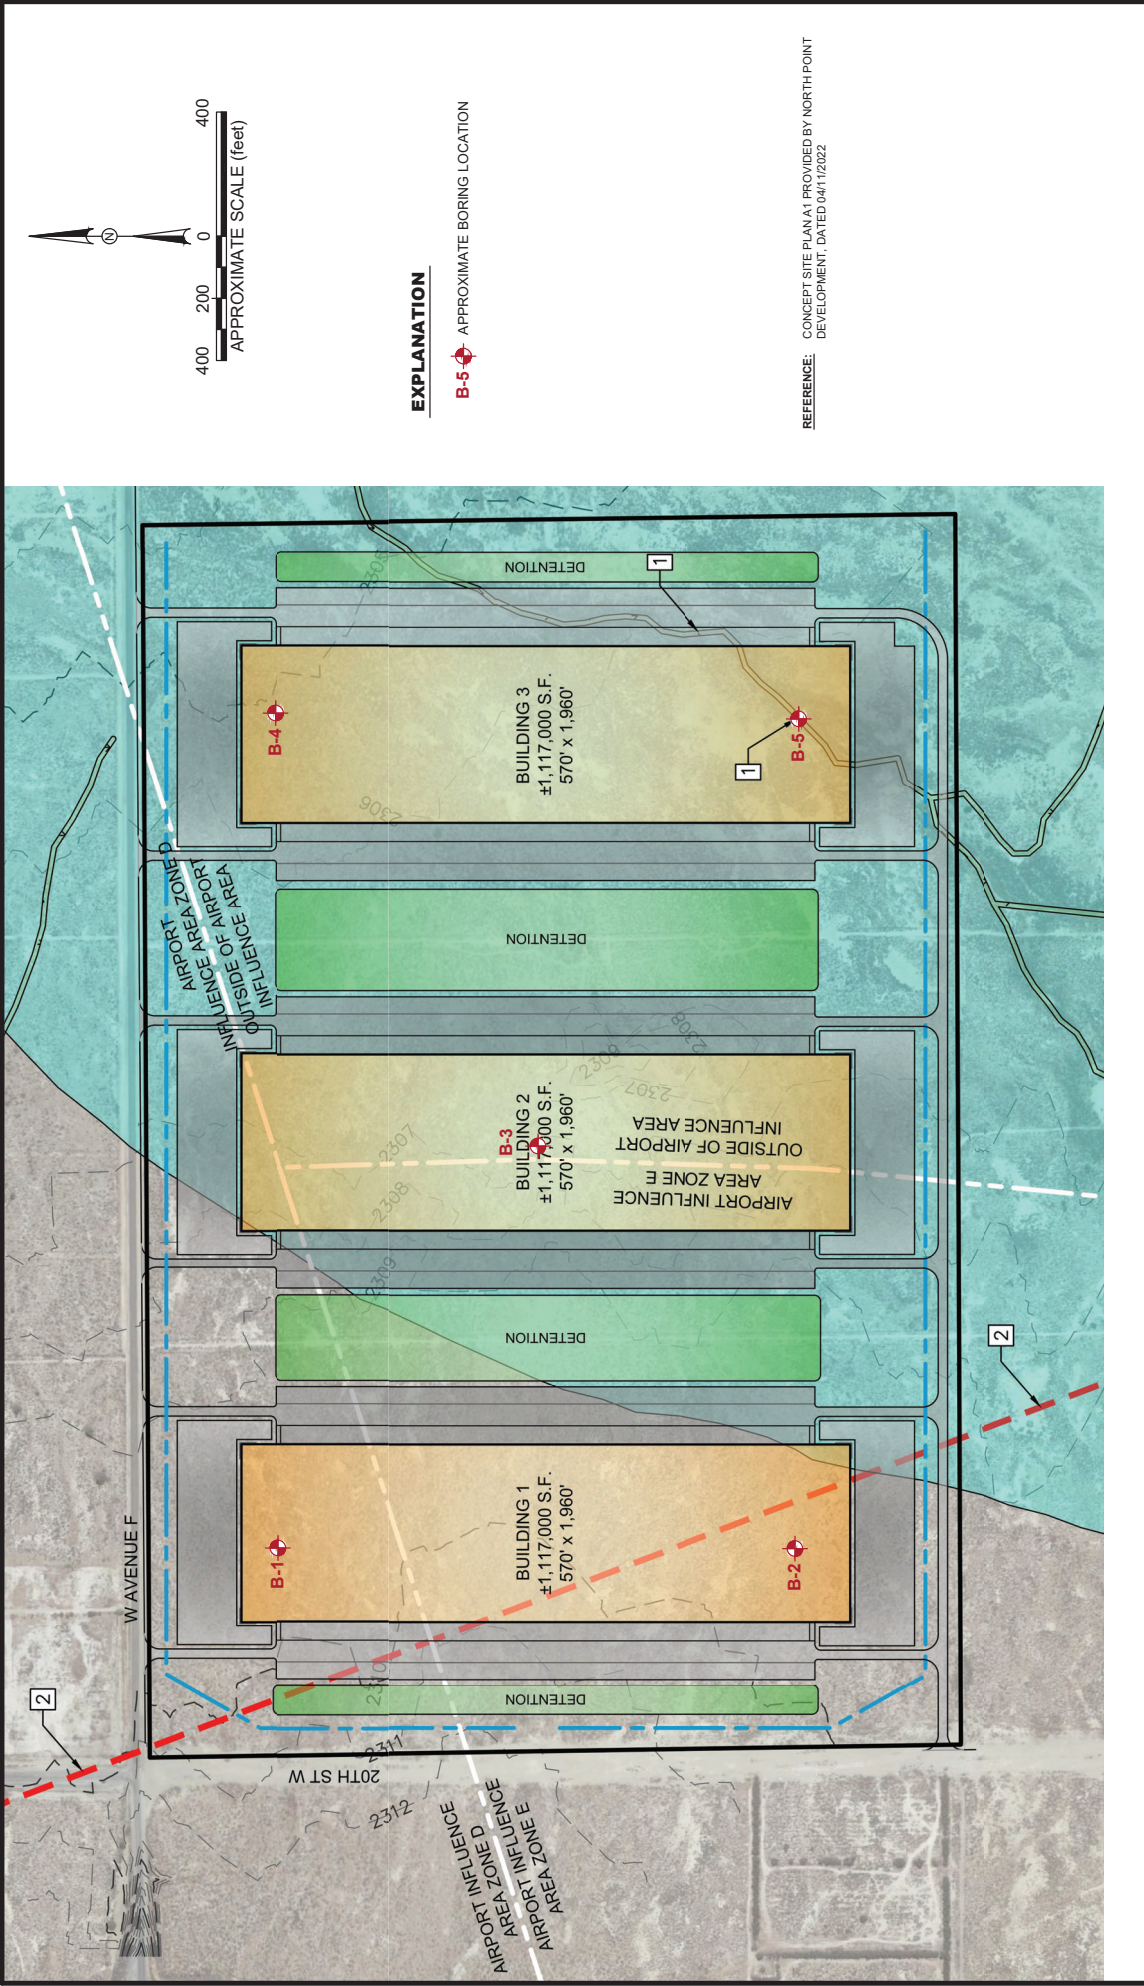 N
400
200
0
400
APPROXIMATE SCALE (feet)
EXPLANATION
B-5
APPROXIMATE BORING LOCATION
REFERENCE:
CONCEPT SITE PLAN A1 PROVIDED BY NORTH POINT
DEVELOPMENT, DATED 04/11/2022
W AVENUE F
20TH ST W
2
2
1
1
AIRPORT
INFLUENCE AREA ZONE D
OUTSIDE OF AIRPORT
INFLUENCE AREA
AIRPORT INFLUENCE
AREA ZONE D
AIRPORT INFLUENCE
AREA ZONE E
AIRPORT INFLUENCE
AREA ZONE E
OUTSIDE OF AIRPORT
INFLUENCE AREA
BUILDING 1
±1,117,000 S.F.
570' x 1,960'
B-1
B-2
BUILDING 2
±1,117,000 S.F.
570' x 1,960'
B-3
BUILDING 3
±1,117,000 S.F.
570' x 1,960'
B-4
B-5
DETENTION
DETENTION
DETENTION
DETENTION
2312
2311
2310
2309
2308
2307
2309
2308
2307
2306